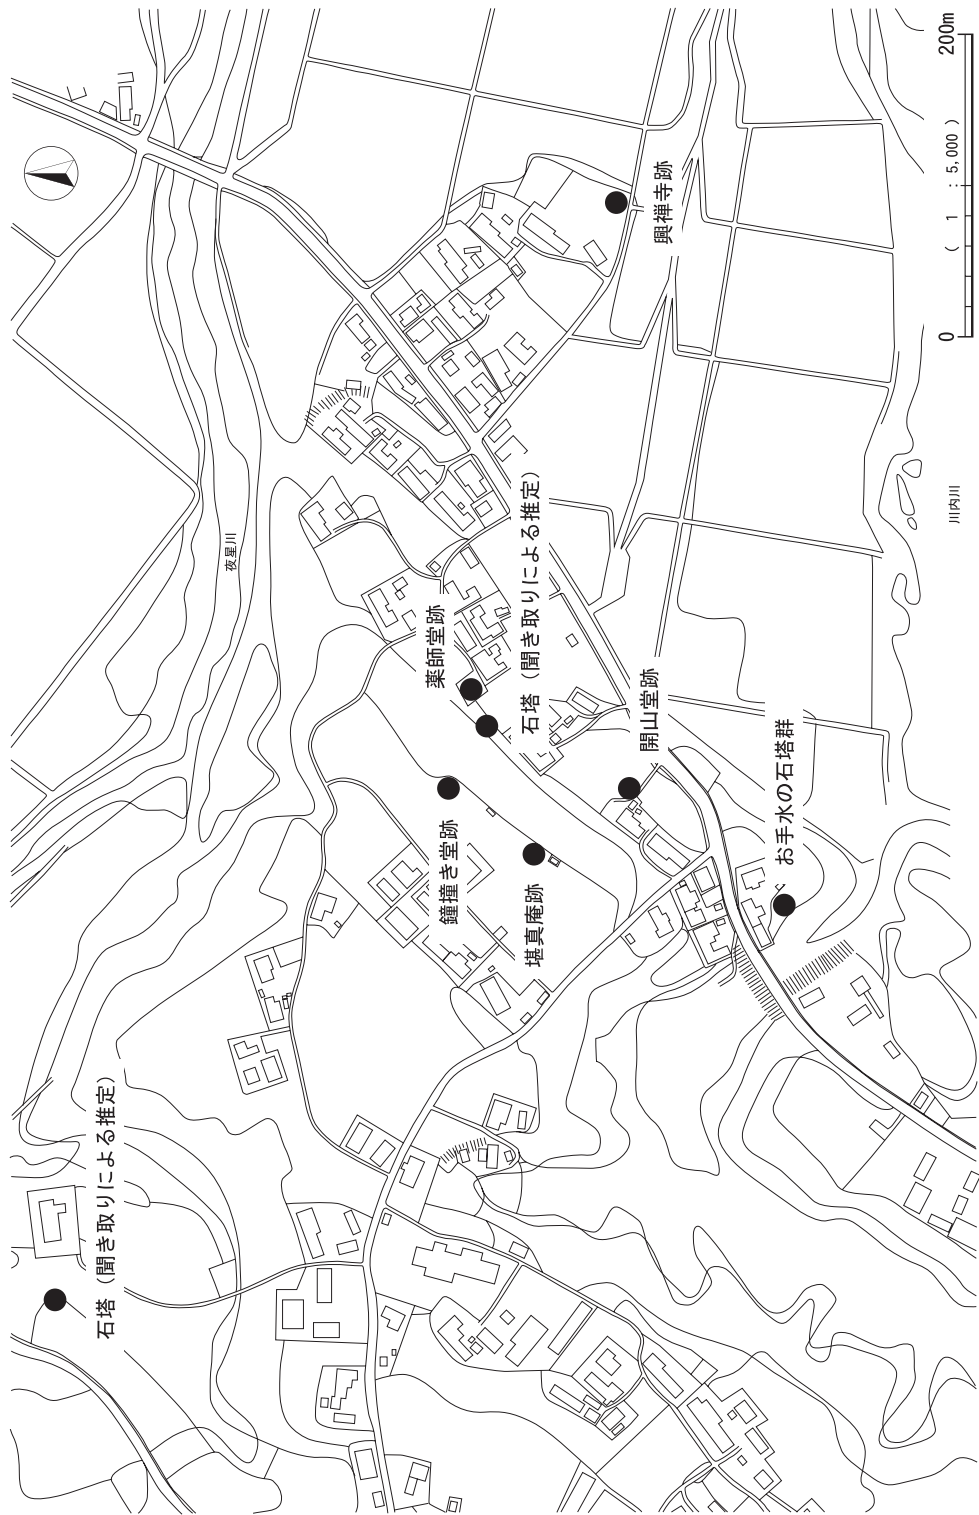 石塔（聞き取りによる推定）
鐘撞き堂跡
堪真庵跡
薬師堂跡
石塔（聞き取りによる推定）
開山堂跡
お手水の石塔群
興禅寺跡
夜星川
川内川
0
（ 1 : 5,000 ）
200m